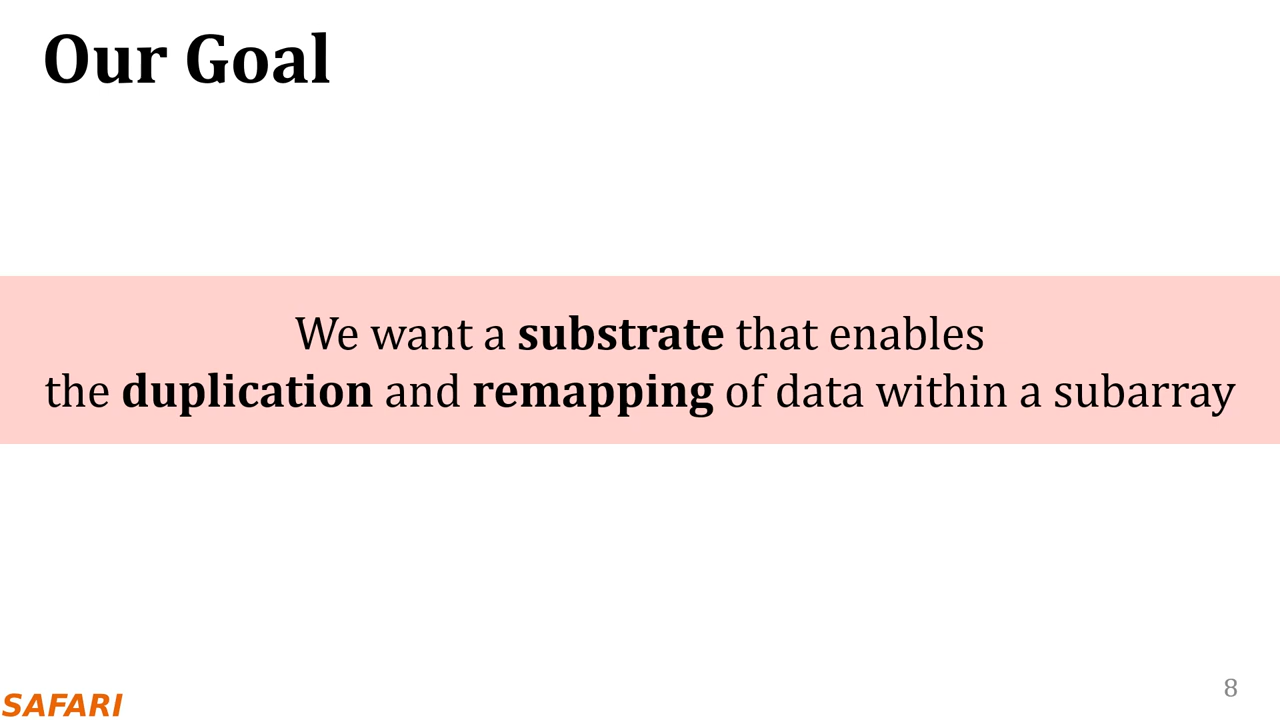 Our Goal
We want a substrate that enables
the duplication and remapping of data within a subarray
SAFARI
8